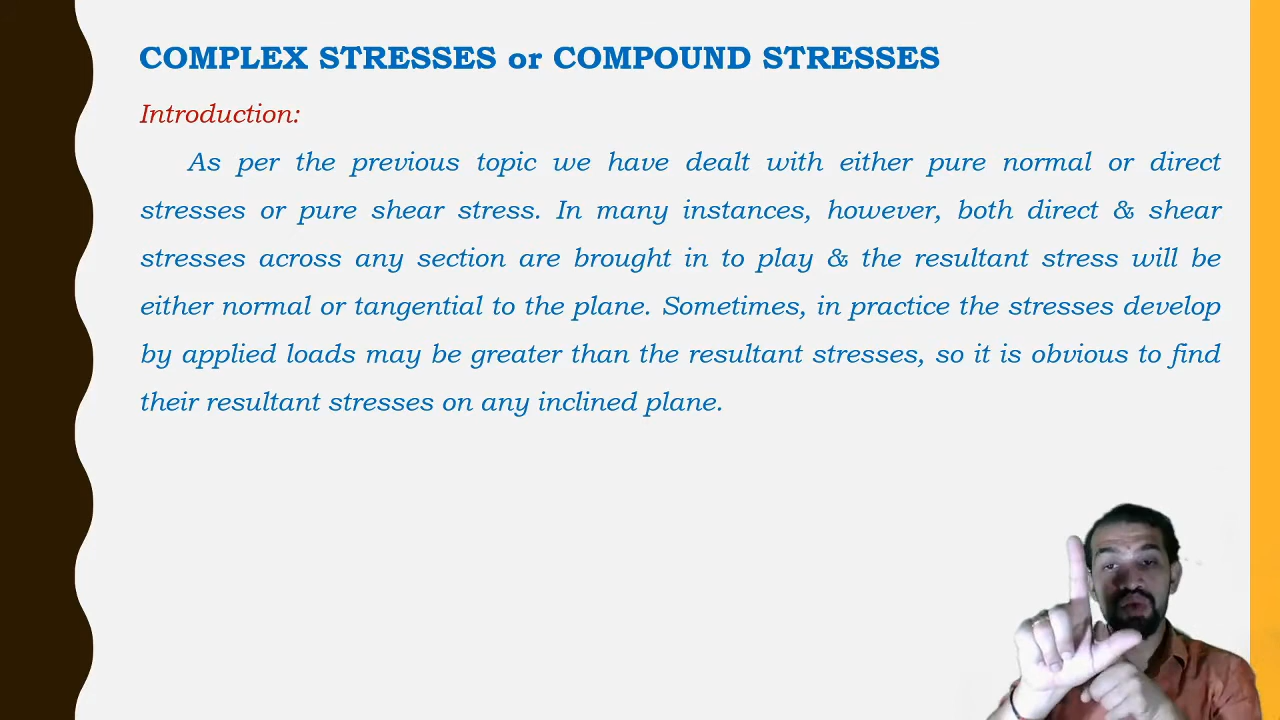 COMPLEX STRESSES or COMPOUND STRESSES
Introduction:
As per the previous topic we have dealt with either pure normal or direct
stresses or pure shear stress. In many instances, however, both direct & shear
stresses across any section are brought in to play & the resultant stress will be
either normal or tangential to the plane. Sometimes, in practice the stresses develop
by applied loads may be greater than the resultant stresses, so it is obvious to find
their resultant stresses on any inclined plane.